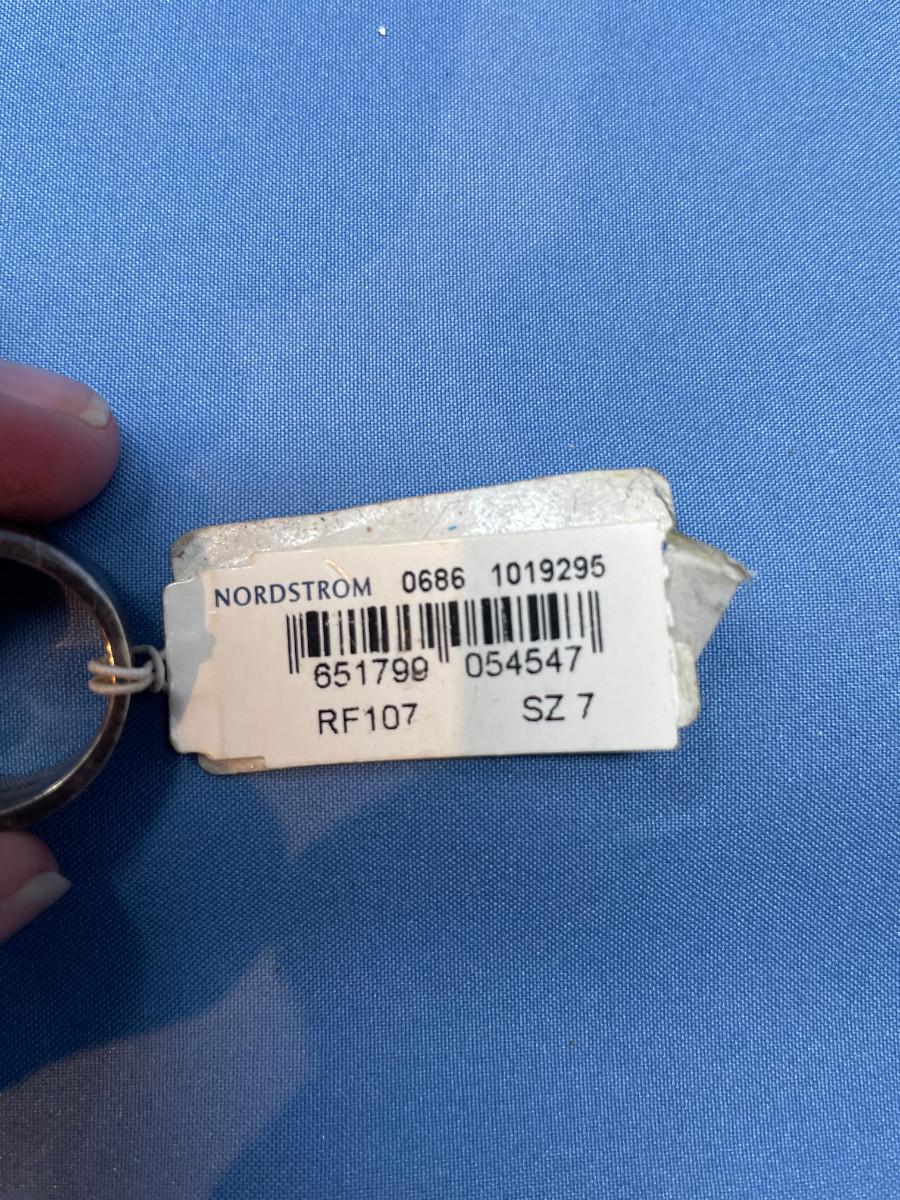 NORDSTROM 0686 1019295
651799 054547
RF107 SZ 7